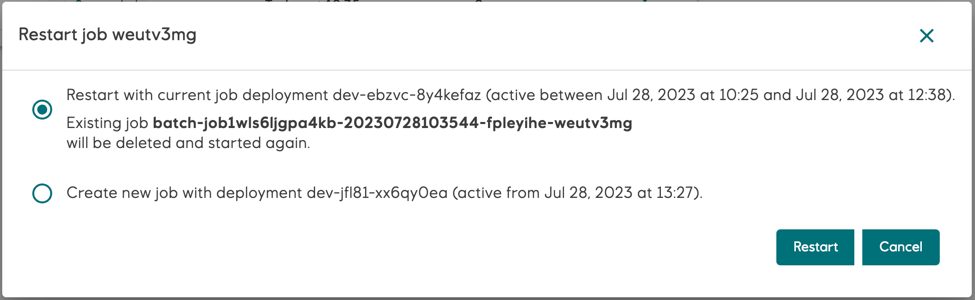 Restart job weutv3mg
Restart with current job deployment dev-ebzvc-8y4kefaz (active between Jul 28, 2023 at 10:25 and Jul 28, 2023 at 12:38).
Existing job batch-job1wls6ljgpa4kb-20230728103544-fpleyihe-weutv3mg
will be deleted and started again.
Create new job with deployment dev-jfl81-xx6qy0ea (active from Jul 28, 2023 at 13:27).
Restart
Cancel